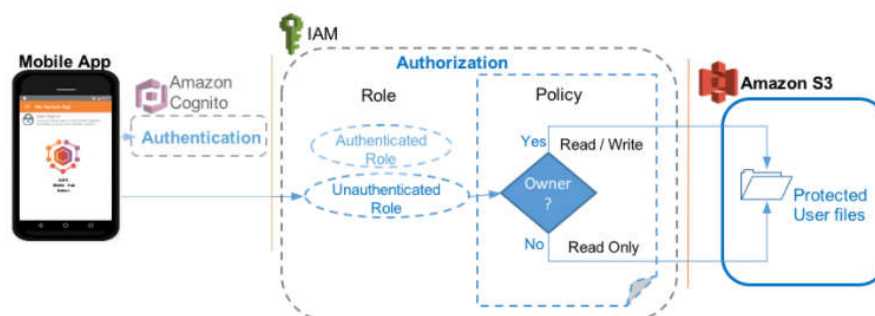 IAM
Mobile App
Amazon
Cognito
Authentication
Authorization
Role
Policy
Authenticated
Role
Unauthenticated
Role
Yes
Read / Write
Owner
?
No
Read Only
Amazon S3
Protected
User files